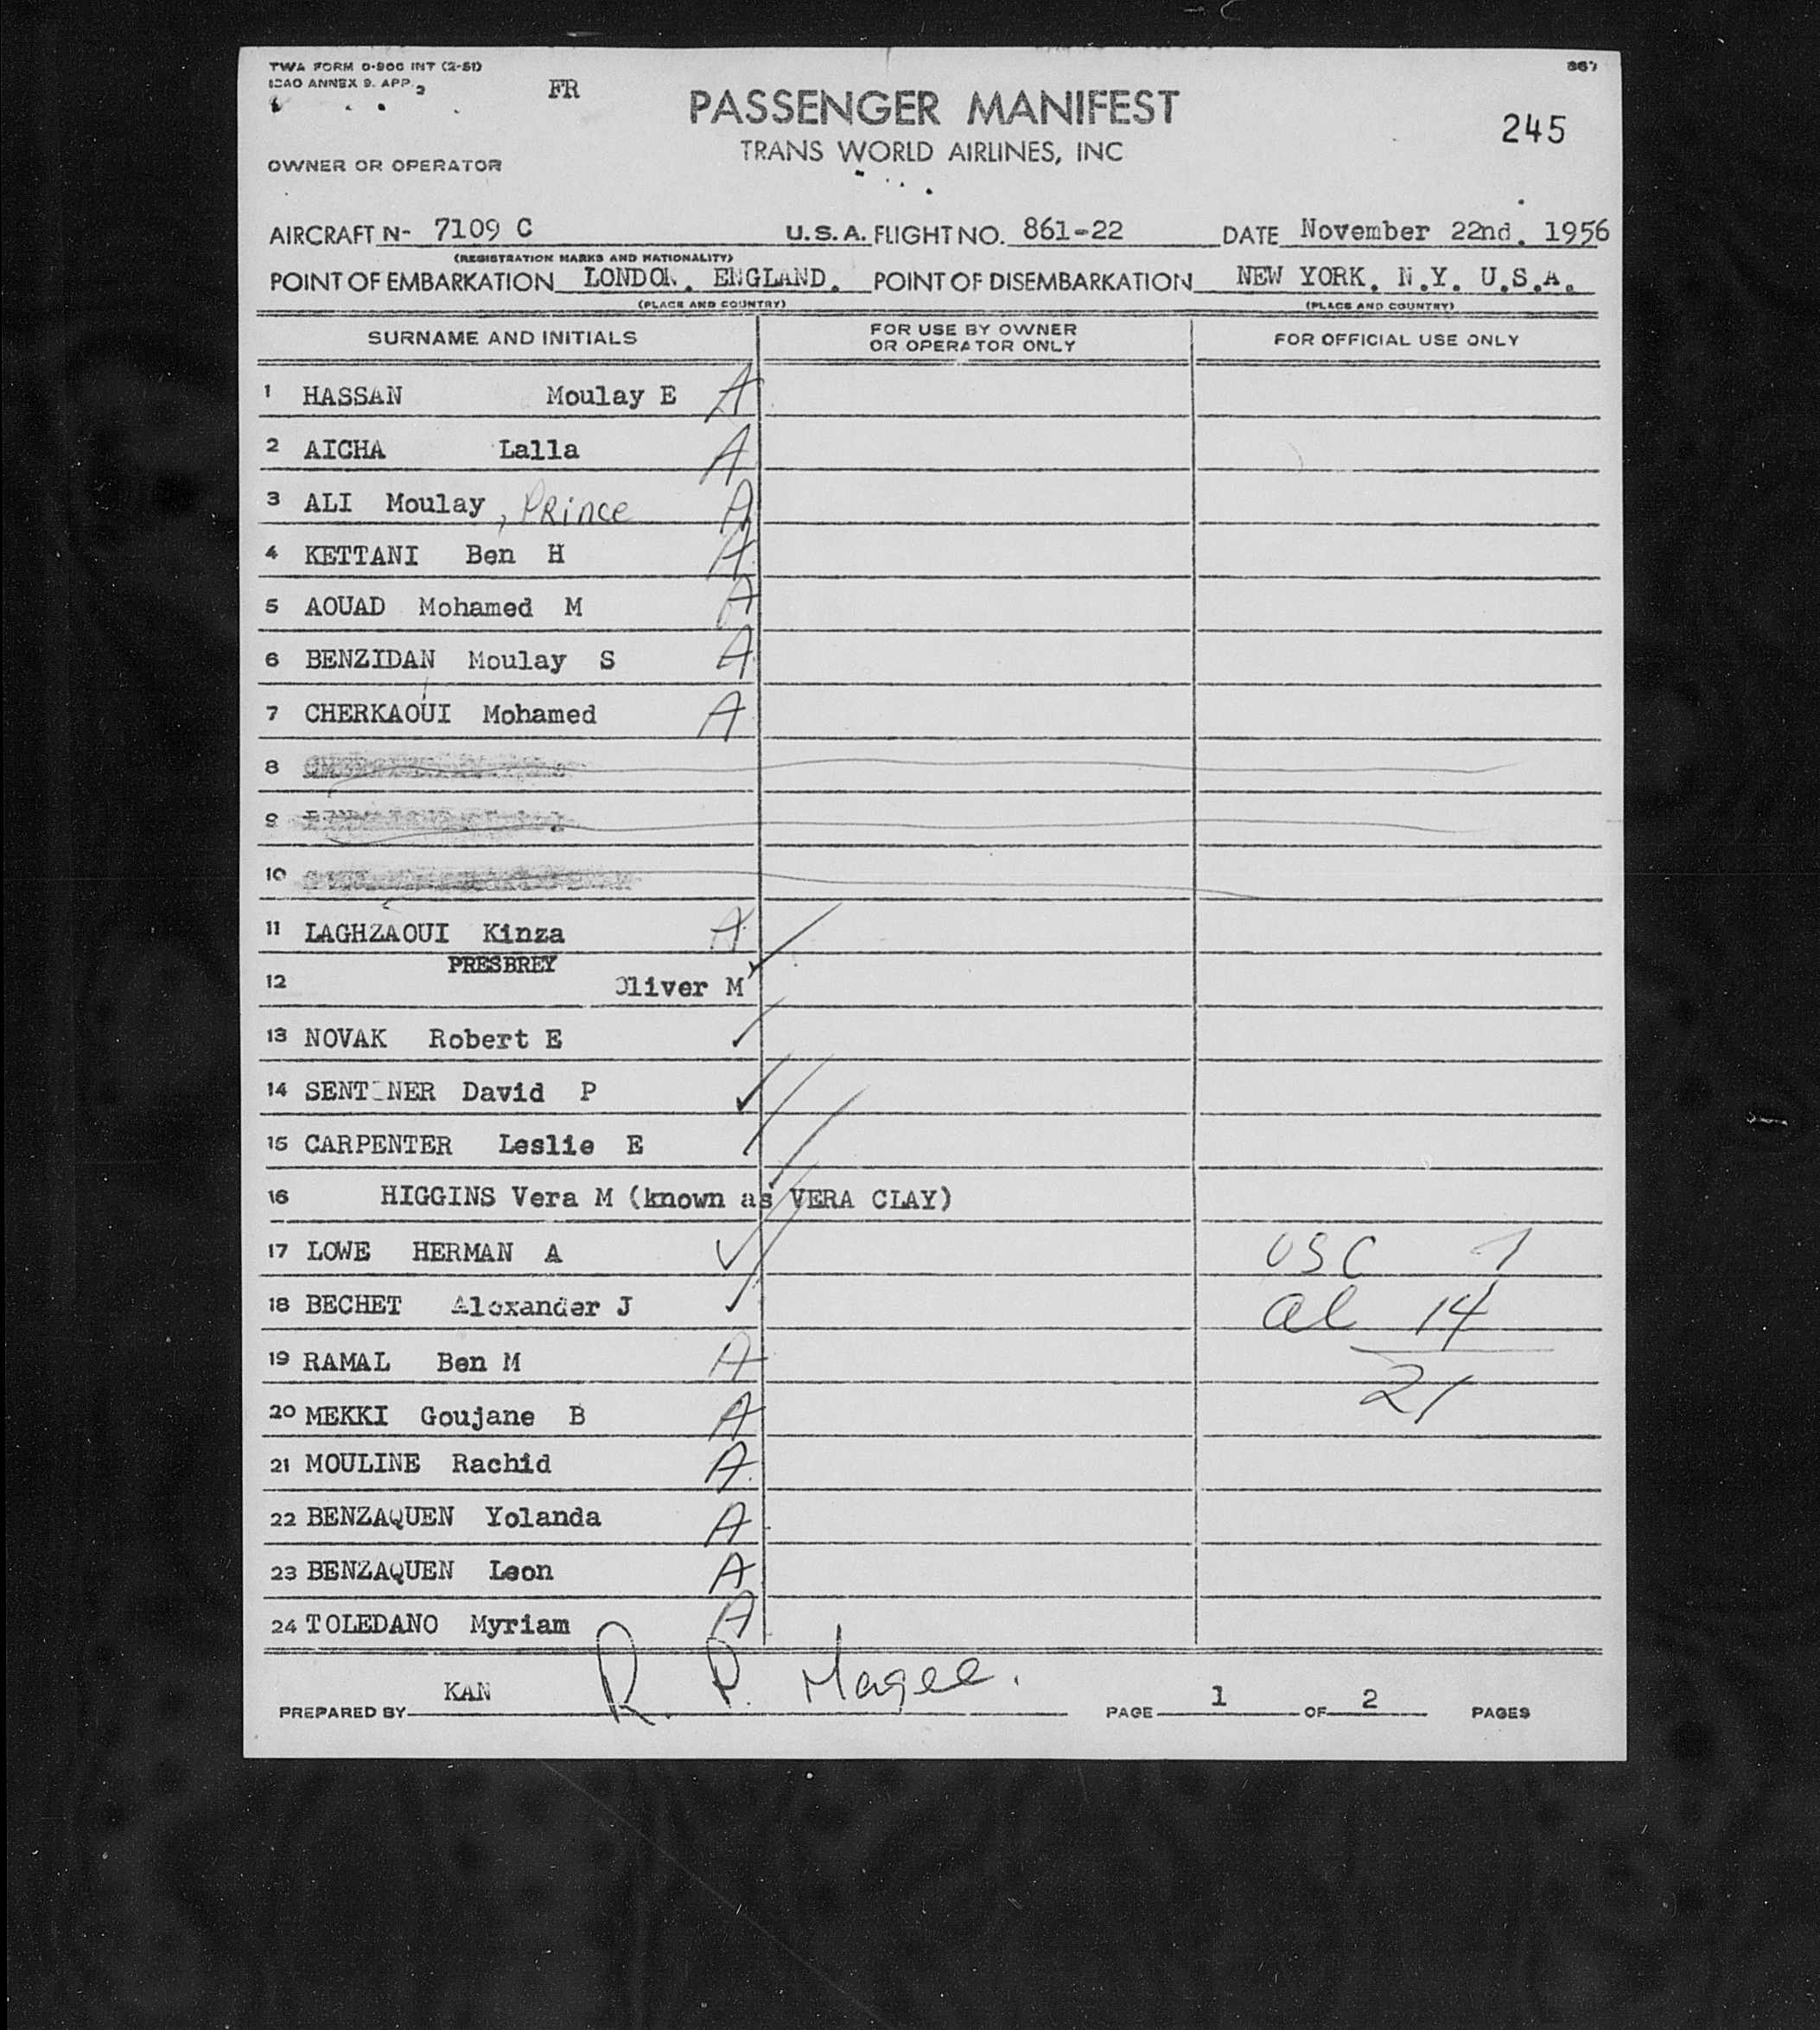 TWA FORM O-900 INT (2-51)
ICAO ANNEX 9. APP. 2
FR
867
PASSENGER MANIFEST
245
TRANS WORLD AIRLINES, INC
OWNER OR OPERATOR
AIRCRAFT N- 7109 C U.S.A. FLIGHT NO. 861-22 DATE November 22nd. 1956
(REGISTRATION MARKS AND NATIONALITY)
POINT OF EMBARKATION LONDON. ENGLAND. POINT OF DISEMBARKATION NEW YORK. N.Y. U.S.A.
(PLACE AND COUNTRY) (PLACE AND COUNTRY)
SURNAME AND INITIALS FOR USE BY OWNER OR OPERATOR ONLY FOR OFFICIAL USE ONLY
1 HASSAN Moulay E A
2 AICHA Lalla A
3 ALI Moulay, Prince A
4 KETTANI Ben H A
5 AOUAD Mohamed M A
6 BENZIDAN Moulay S A
7 CHERKAOUI Mohamed A
8
9
10
11 LAGHZAOUI Kinza A
PRESBREY
12 Oliver M
13 NOVAK Robert E
14 SENTINER David P
15 CARPENTER Leslie E
16 HIGGINS Vera M (known as VERA CLAY)
17 LOWE HERMAN A USC 7
18 BECHET Alexander J al 14
19 RAMAL Ben M A
21
20 MEKKI Goujane B A
21 MOULINE Rachid A
22 BENZAQUEN Yolanda A
23 BENZAQUEN Leon A
24 TOLEDANO Myriam A
PREPARED BY KAN R. P. Magee. PAGE 1 OF 2 PAGES